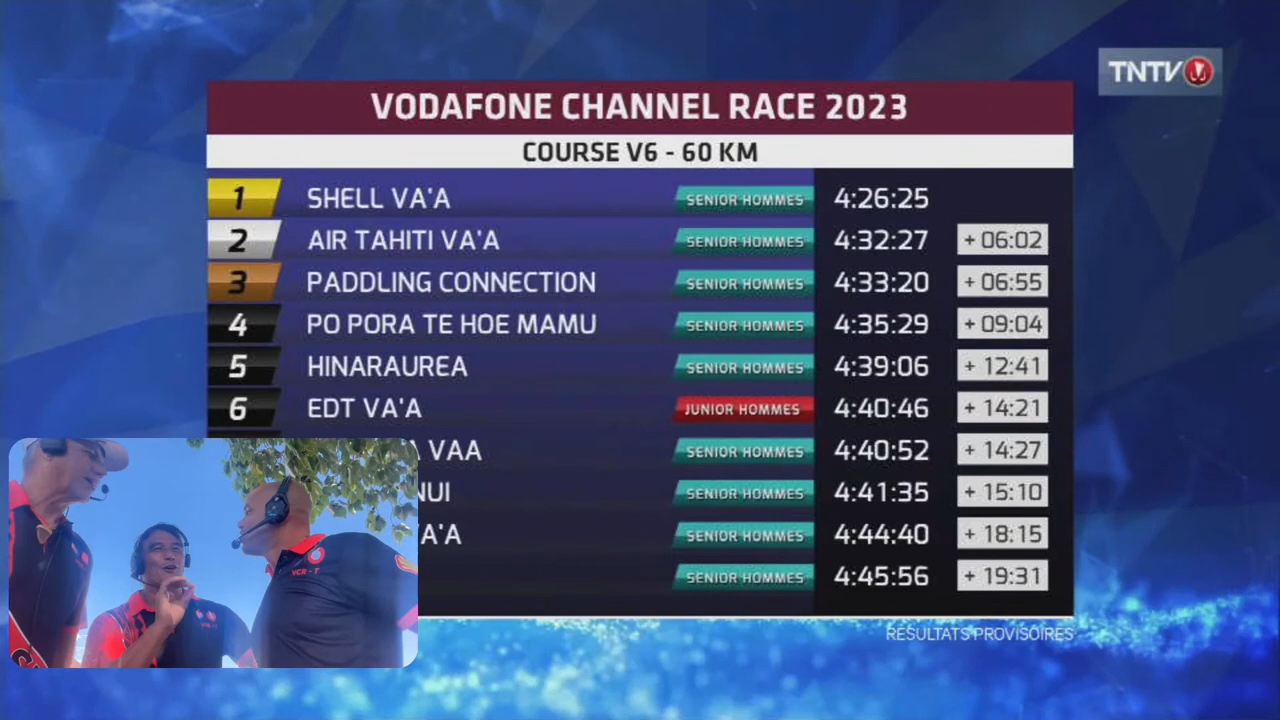 TNTV
VODAFONE CHANNEL RACE 2023
COURSE V6 - 60 KM
1 SHELL VA'A SENIOR HOMMES 4:26:25
2 AIR TAHITI VA'A SENIOR HOMMES 4:32:27 + 06:02
3 PADDLING CONNECTION SENIOR HOMMES 4:33:20 + 06:55
4 PO PORA TE HOE MAMU SENIOR HOMMES 4:35:29 + 09:04
5 HINARAUREA SENIOR HOMMES 4:39:06 + 12:41
6 EDT VA'A JUNIOR HOMMES 4:40:46 + 14:21
VAA SENIOR HOMMES 4:40:52 + 14:27
SENIOR HOMMES 4:41:35 + 15:10
SENIOR HOMMES 4:44:40 + 18:15
SENIOR HOMMES 4:45:56 + 19:31
VCR - T
RÉSULTATS PROVISOIRES